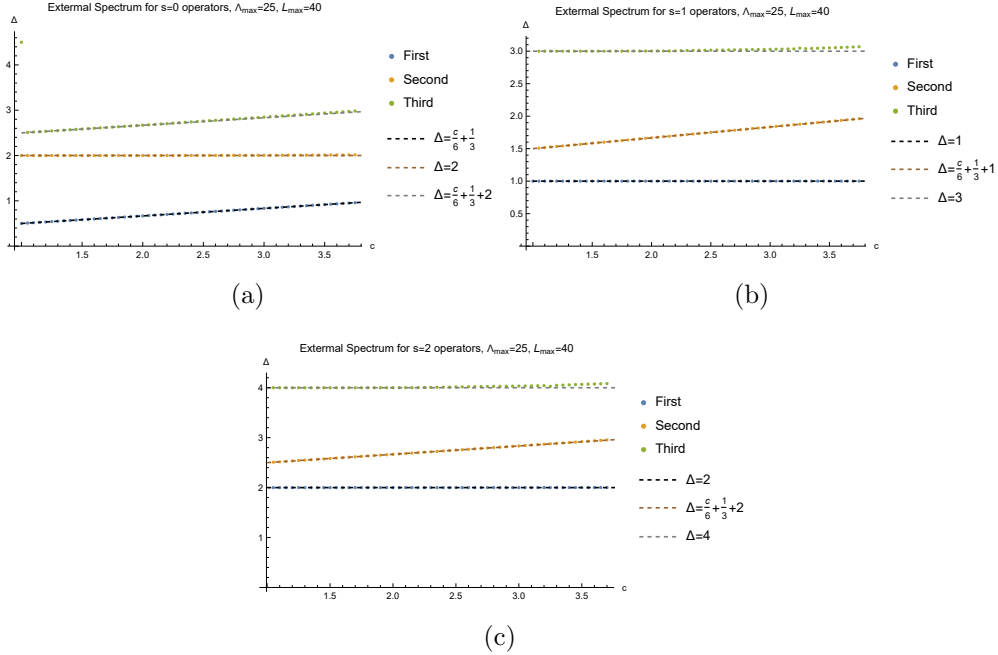 Extermal Spectrum for s=0 operators, Λmax=25, Lmax=40
Δ
4
3
2
1
1.5 2.0 2.5 3.0 3.5 c
First
Second
Third
Δ=c/6+1/3
Δ=2
Δ=c/6+1/3+2
(a)
Extermal Spectrum for s=1 operators, Λmax=25, Lmax=40
Δ
3.0
2.5
2.0
1.5
1.0
0.5
1.5 2.0 2.5 3.0 3.5 c
First
Second
Third
Δ=1
Δ=c/6+1/3+1
Δ=3
(b)
Extermal Spectrum for s=2 operators, Λmax=25, Lmax=40
Δ
4
3
2
1
1.5 2.0 2.5 3.0 3.5 c
First
Second
Third
Δ=2
Δ=c/6+1/3+2
Δ=4
(c)